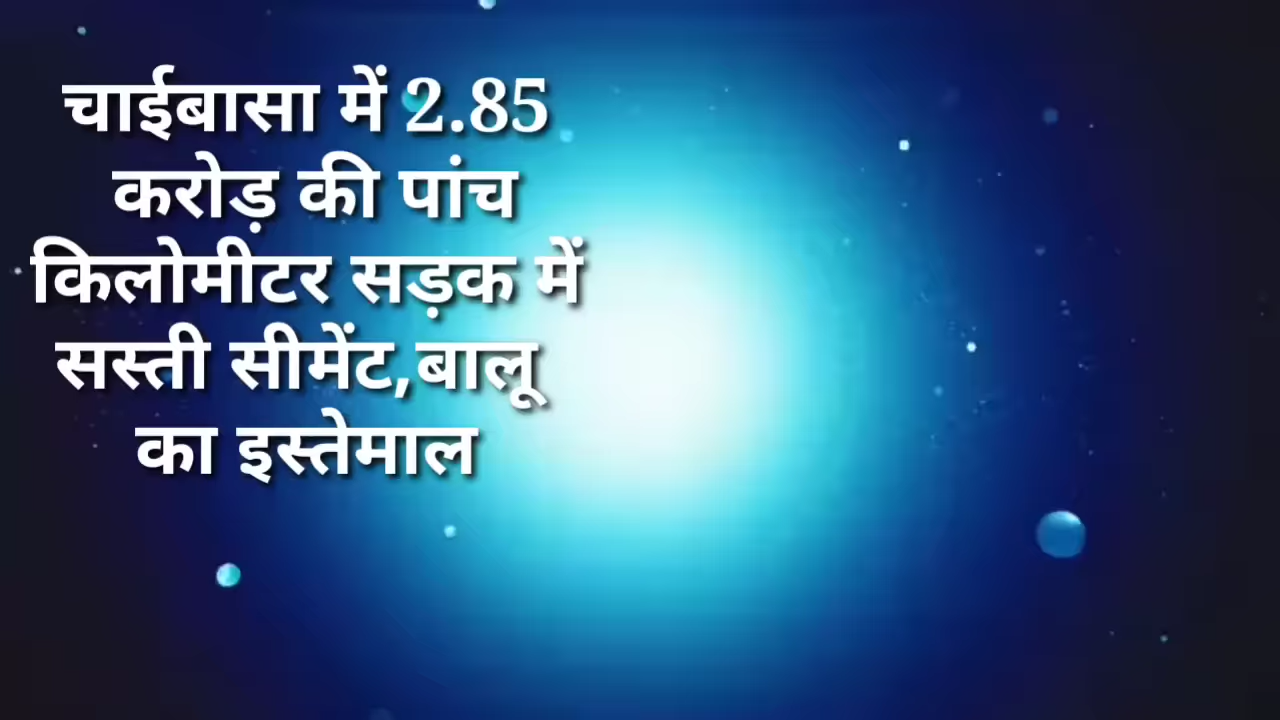 चाईबासा में 2.85
करोड़ की पांच
किलोमीटर सड़क में
सस्ती सीमेंट,बालू
का इस्तेमाल